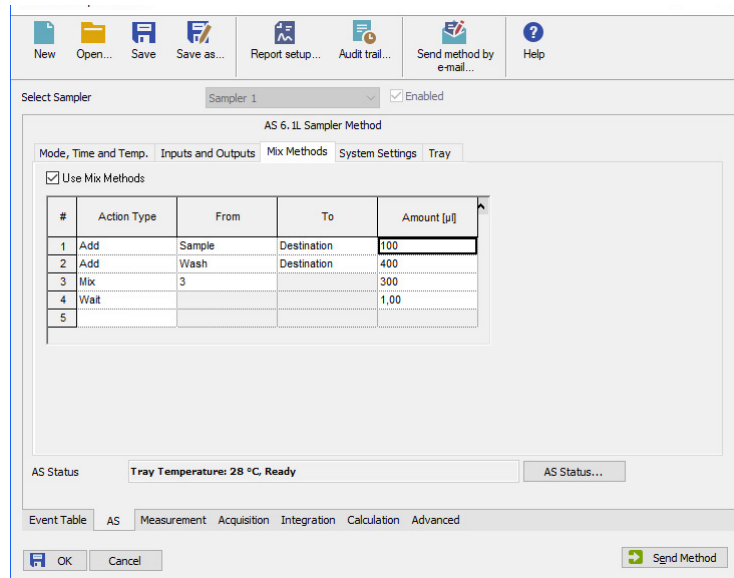 New Open... Save Save as... Report setup... Audit trail... Send method by e-mail... Help
Select Sampler Sampler 1 Enabled
AS 6.1L Sampler Method
Mode, Time and Temp. Inputs and Outputs Mix Methods System Settings Tray
Use Mix Methods
# Action Type From To Amount [µl]
1 Add Sample Destination 100
2 Add Wash Destination 400
3 Mix 3 300
4 Wait 1,00
5
AS Status Tray Temperature: 28 °C, Ready AS Status...
Event Table AS Measurement Acquisition Integration Calculation Advanced
OK Cancel Send Method